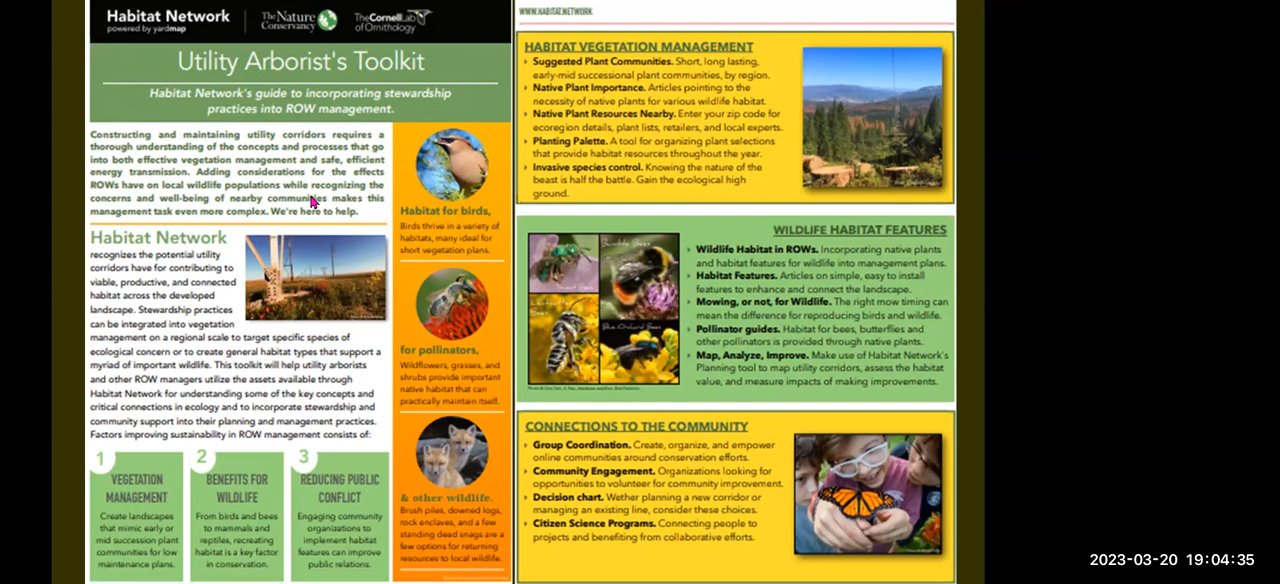 Habitat Network
powered by yardmap
The Nature
Conservancy
TheCornellLab
of Ornithology
Utility Arborist's Toolkit
Habitat Network's guide to incorporating stewardship
practices into ROW management.
Constructing and maintaining utility corridors requires a
thorough understanding of the concepts and processes that go
into both effective vegetation management and safe, efficient
energy transmission. Adding considerations for the effects
ROWs have on local wildlife populations while recognizing the
concerns and well-being of nearby communities makes this
management task even more complex. We're here to help.
Habitat Network
recognizes the potential utility
corridors have for contributing to
viable, productive, and connected
habitat across the developed
landscape. Stewardship practices
can be integrated into vegetation
management on a regional scale to target specific species of
ecological concern or to create general habitat types that support a
myriad of important wildlife. This toolkit will help utility arborists
and other ROW managers utilize the assets available through
Habitat Network for understanding some of the key concepts and
critical connections in ecology and to incorporate stewardship and
community support into their planning and management practices.
Factors improving sustainability in ROW management consists of:
1
VEGETATION
MANAGEMENT
Create landscapes
that mimic early or
mid succession plant
communities for low
maintenance plans.
2
BENEFITS FOR
WILDLIFE
From birds and bees
to mammals and
reptiles, recreating
habitat is a key factor
in conservation.
3
REDUCING PUBLIC
CONFLICT
Engaging community
organizations to
implement habitat
features can improve
public relations.
Habitat for birds,
Birds thrive in a variety of
habitats, many ideal for
short vegetation plans.
for pollinators,
Wildflowers, grasses, and
shrubs provide important
native habitat that can
practically maintain itself.
& other wildlife.
Brush piles, downed logs,
rock enclaves, and a few
standing dead snags are a
few options for returning
resources to local wildlife.
WWW.HABITAT.NETWORK
HABITAT VEGETATION MANAGEMENT
Suggested Plant Communities. Short, long lasting,
early-mid successional plant communities, by region.
Native Plant Importance. Articles pointing to the
necessity of native plants for various wildlife habitat.
Native Plant Resources Nearby. Enter your zip code for
ecoregion details, plant lists, retailers, and local experts.
Planting Palette. A tool for organizing plant selections
that provide habitat resources throughout the year.
Invasive species control. Knowing the nature of the
beast is half the battle. Gain the ecological high
ground.
WILDLIFE HABITAT FEATURES
Wildlife Habitat in ROWs. Incorporating native plants
and habitat features for wildlife into management plans.
Habitat Features. Articles on simple, easy to install
features to enhance and connect the landscape.
Mowing, or not, for Wildlife. The right mow timing can
mean the difference for reproducing birds and wildlife.
Pollinator guides. Habitat for bees, butterflies and
other pollinators is provided through native plants.
Map, Analyze, Improve. Make use of Habitat Network's
Planning tool to map utility corridors, assess the habitat
value, and measure impacts of making improvements.
Sweat Bees
Bumble Bees
Bee
Blue Orchard Bees
CONNECTIONS TO THE COMMUNITY
Group Coordination. Create, organize, and empower
online communities around conservation efforts.
Community Engagement. Organizations looking for
opportunities to volunteer for community improvement.
Decision chart. Wether planning a new corridor or
managing an existing line, consider these choices.
Citizen Science Programs. Connecting people to
projects and benefiting from collaborative efforts.
2023-03-20 19:04:35